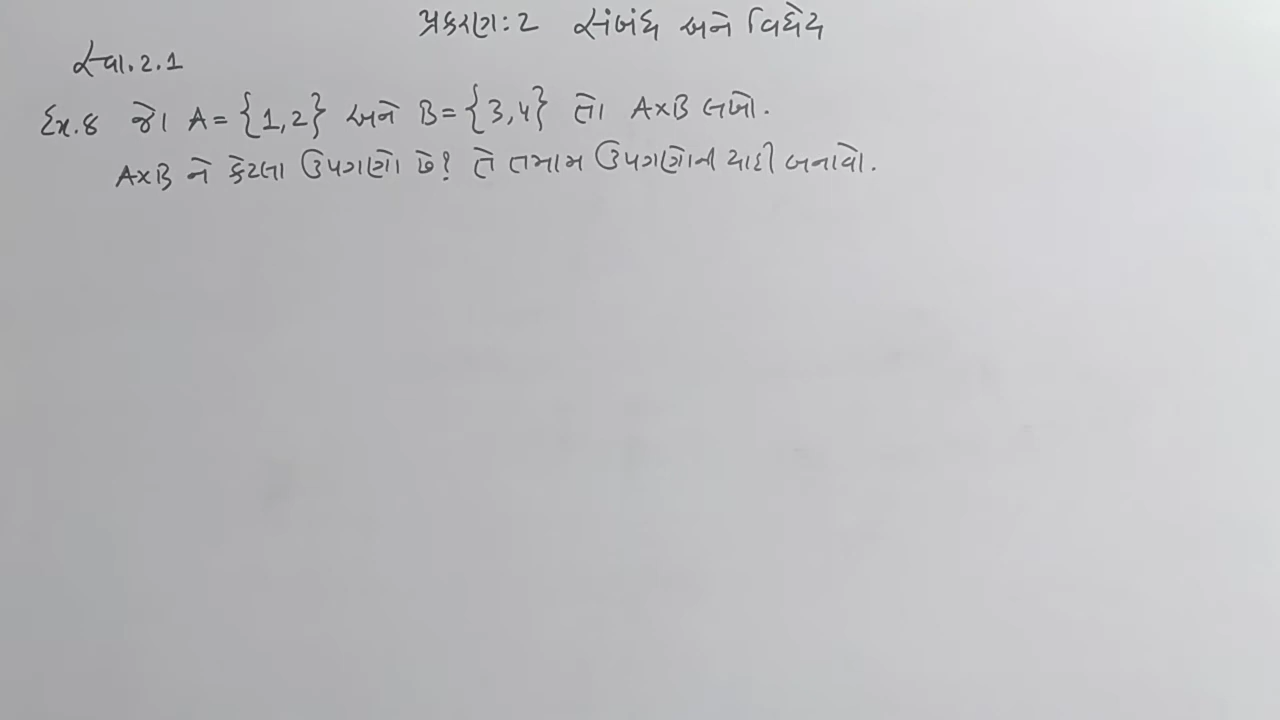 પ્રકરણ: 2 સંબંધ અને વિધેય
સ્વા. 2.1
Ex. 8 જો A = {1,2} અને B = {3,4} તો A×B લખો.
A×B ને કેટલા ઉપગણો છે? તે તમામ ઉપગણોની યાદી બનાવો.